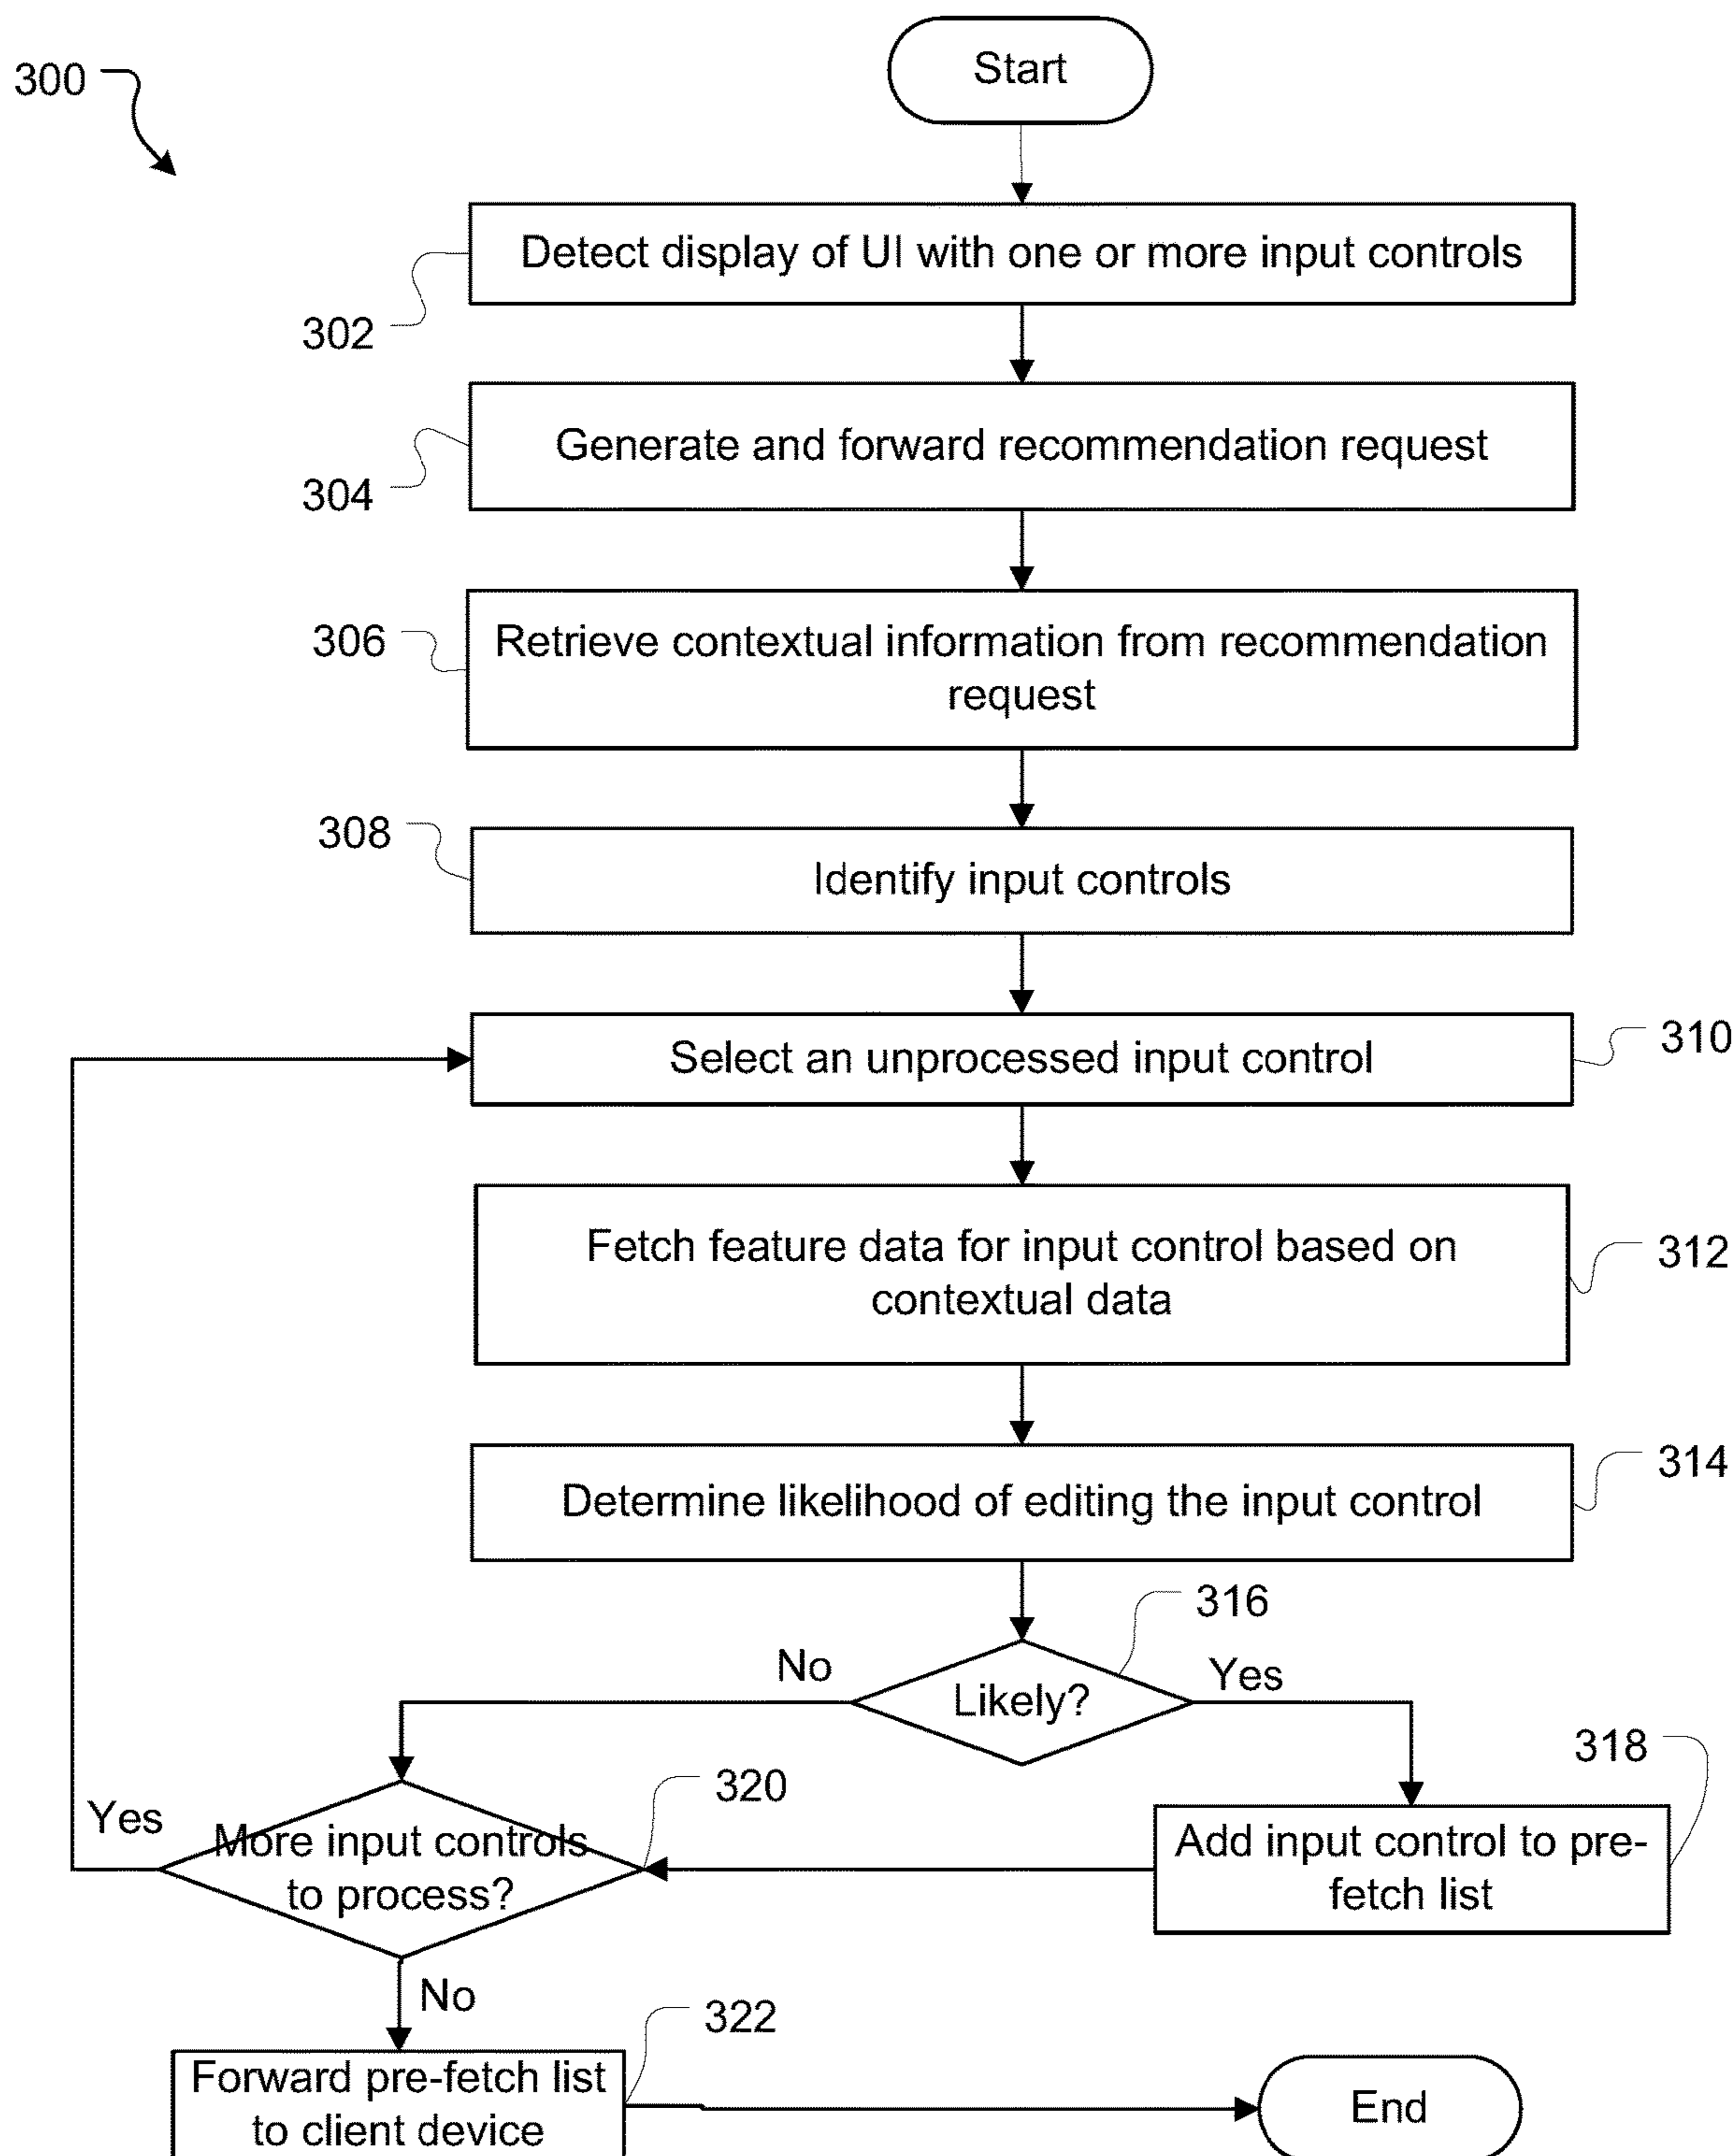 300
Start
Detect display of UI with one or more input controls
302
Generate and forward recommendation request
304
306
Retrieve contextual information from recommendation
request
308
Identify input controls
Select an unprocessed input control
310
Fetch feature data for input control based on
contextual data
312
Determine likelihood of editing the input control
314
316
No
Likely?
Yes
318
320
Yes
More input controls
to process?
Add input control to pre-
fetch list
No
322
Forward pre-fetch list
to client device
End